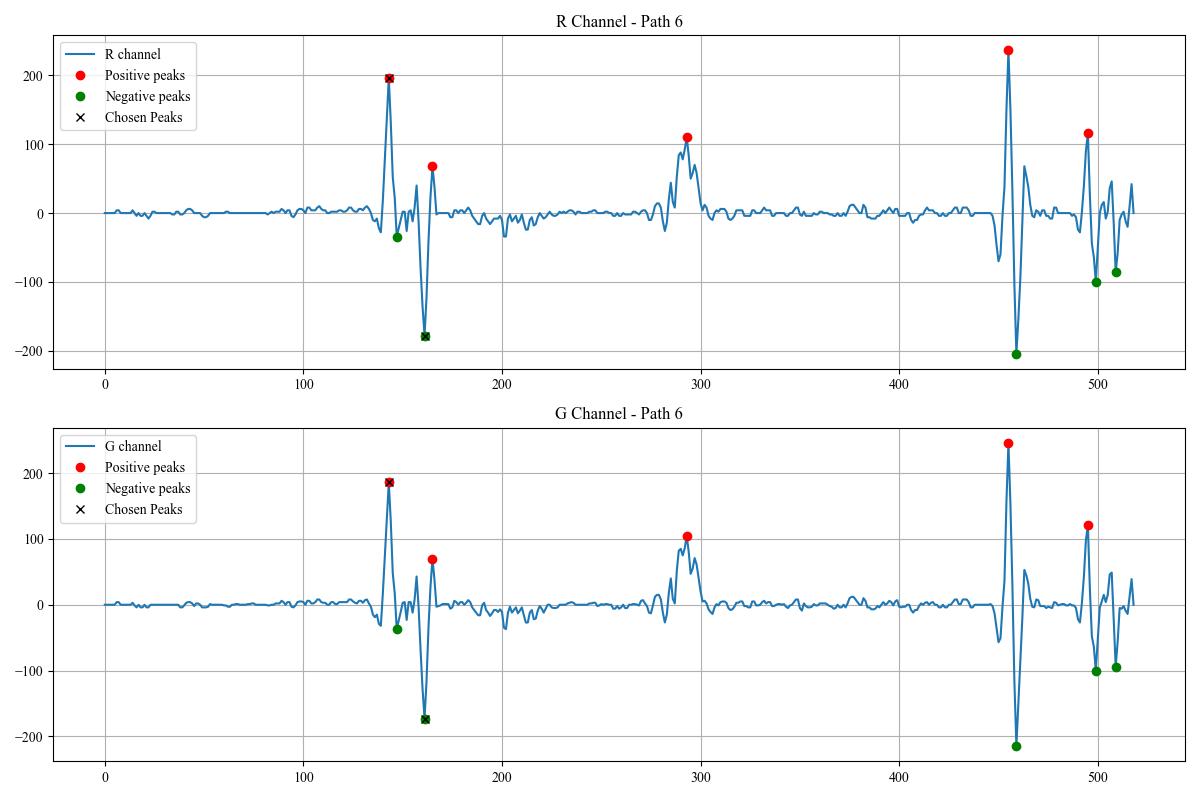 R Channel - Path 6
R channel
Positive peaks
Negative peaks
Chosen Peaks
200
100
0
−100
−200
0 100 200 300 400 500
G Channel - Path 6
G channel
Positive peaks
Negative peaks
Chosen Peaks
200
100
0
−100
−200
0 100 200 300 400 500